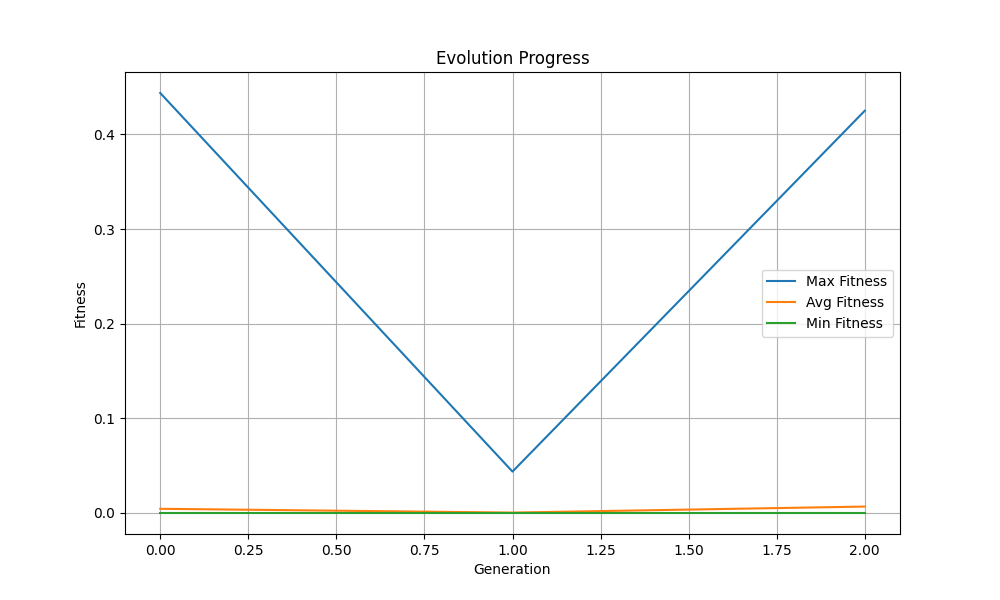 Evolution Progress
Fitness
0.4
0.3
0.2
0.1
0.0
Max Fitness
Avg Fitness
Min Fitness
0.00 0.25 0.50 0.75 1.00 1.25 1.50 1.75 2.00
Generation